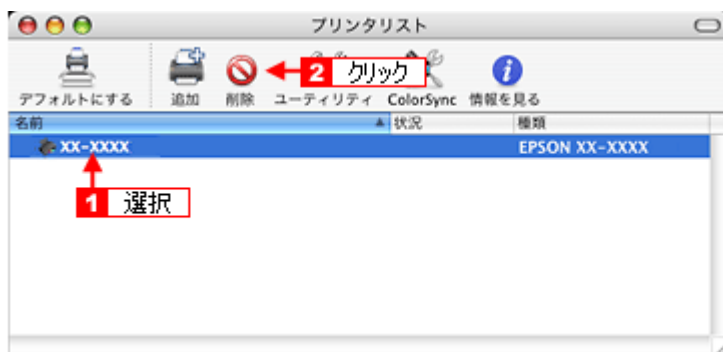 プリンタリスト
2 クリック
デフォルトにする 追加 削除 ユーティリティ ColorSync 情報を見る
名前 状況 種類
XX-XXXX EPSON XX-XXXX
1 選択